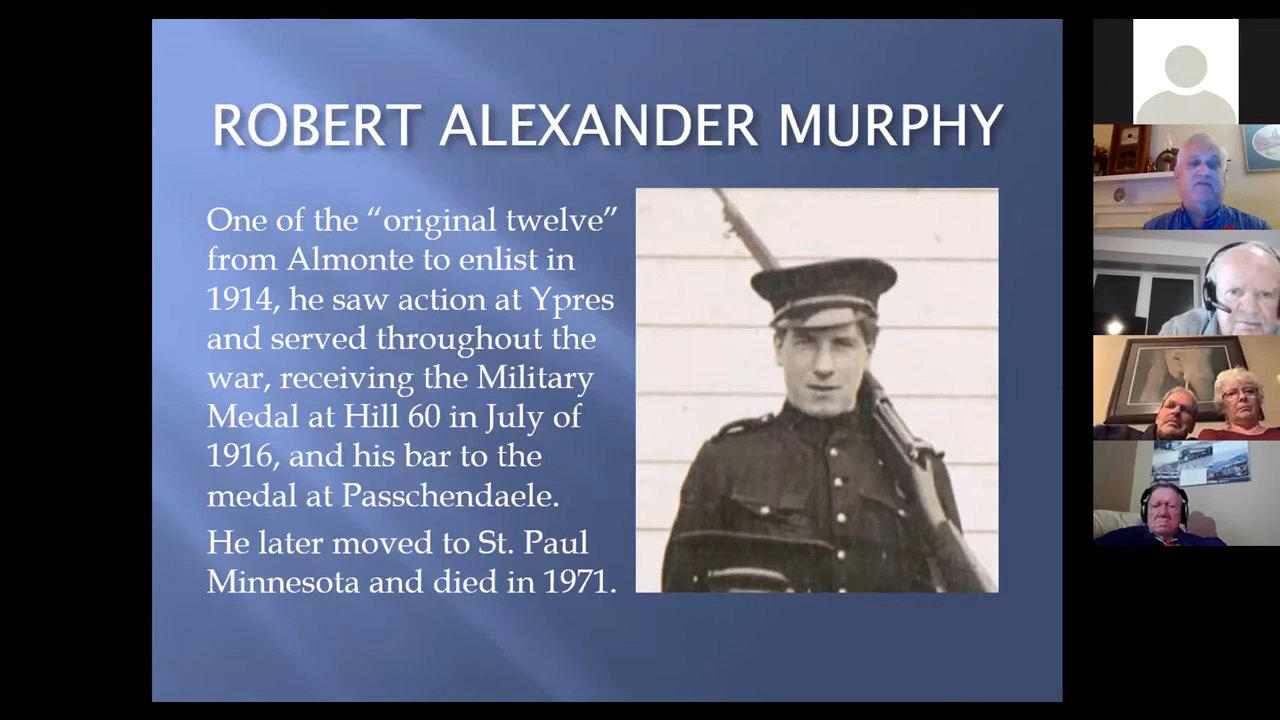 ROBERT ALEXANDER MURPHY
One of the “original twelve”
from Almonte to enlist in
1914, he saw action at Ypres
and served throughout the
war, receiving the Military
Medal at Hill 60 in July of
1916, and his bar to the
medal at Passchendaele.
He later moved to St. Paul
Minnesota and died in 1971.